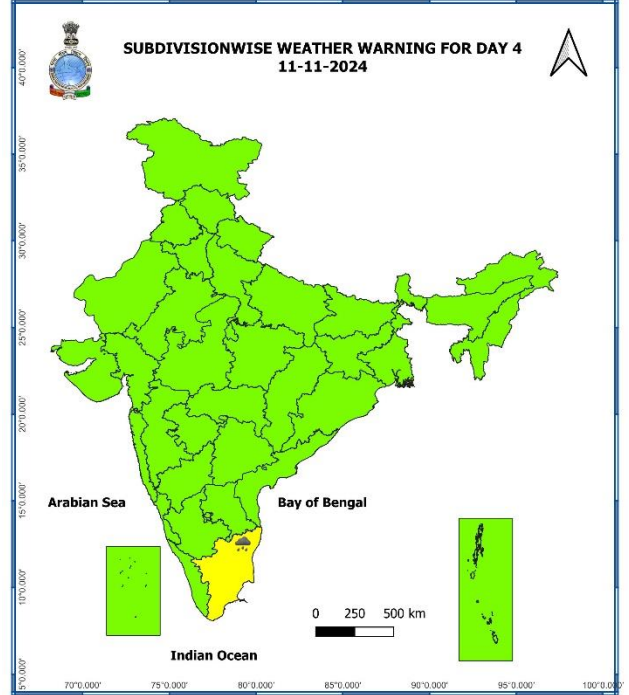 SUBDIVISIONWISE WEATHER WARNING FOR DAY 4
11-11-2024
40°0.000'
35°0.000'
30°0.000'
25°0.000'
20°0.000'
15°0.000'
10°0.000'
5°0.000'
Arabian Sea
Bay of Bengal
0 250 500 km
Indian Ocean
70°0.000' 75°0.000' 80°0.000' 85°0.000' 90°0.000' 95°0.000' 100°0.000'